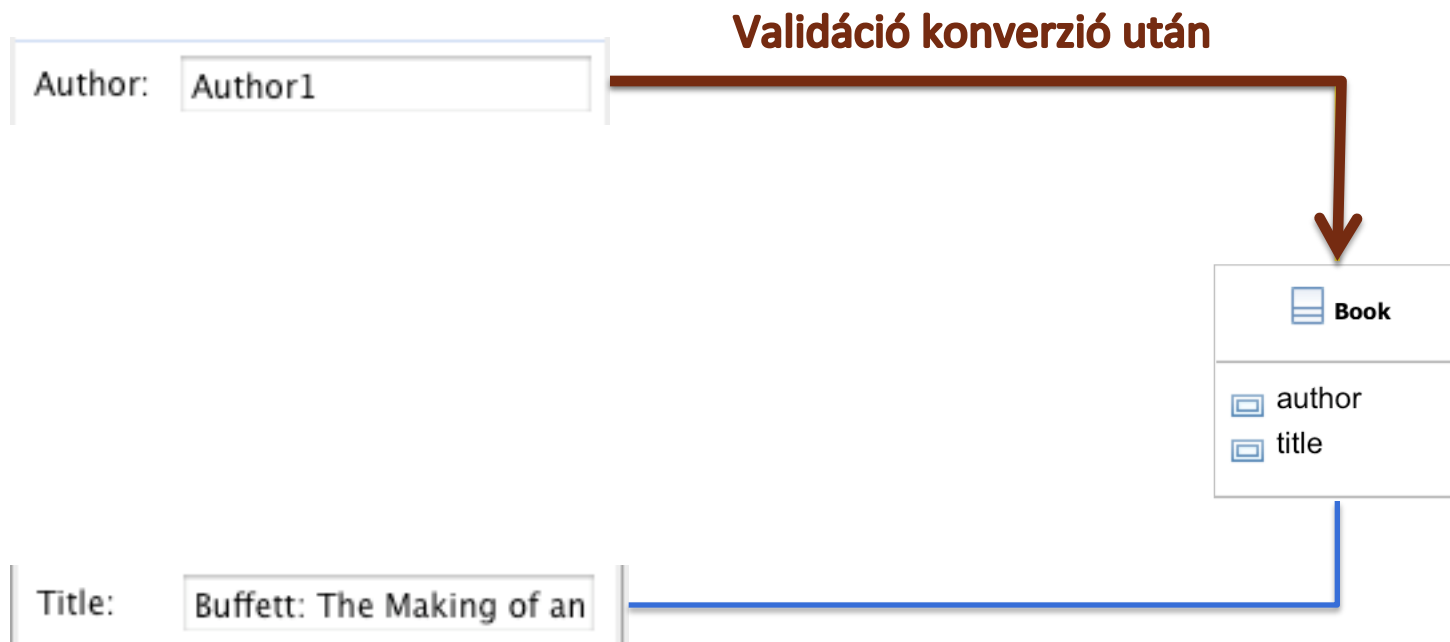 Validáció konverzió után
Author: Author1
Book
author
title
Title: Buffett: The Making of an